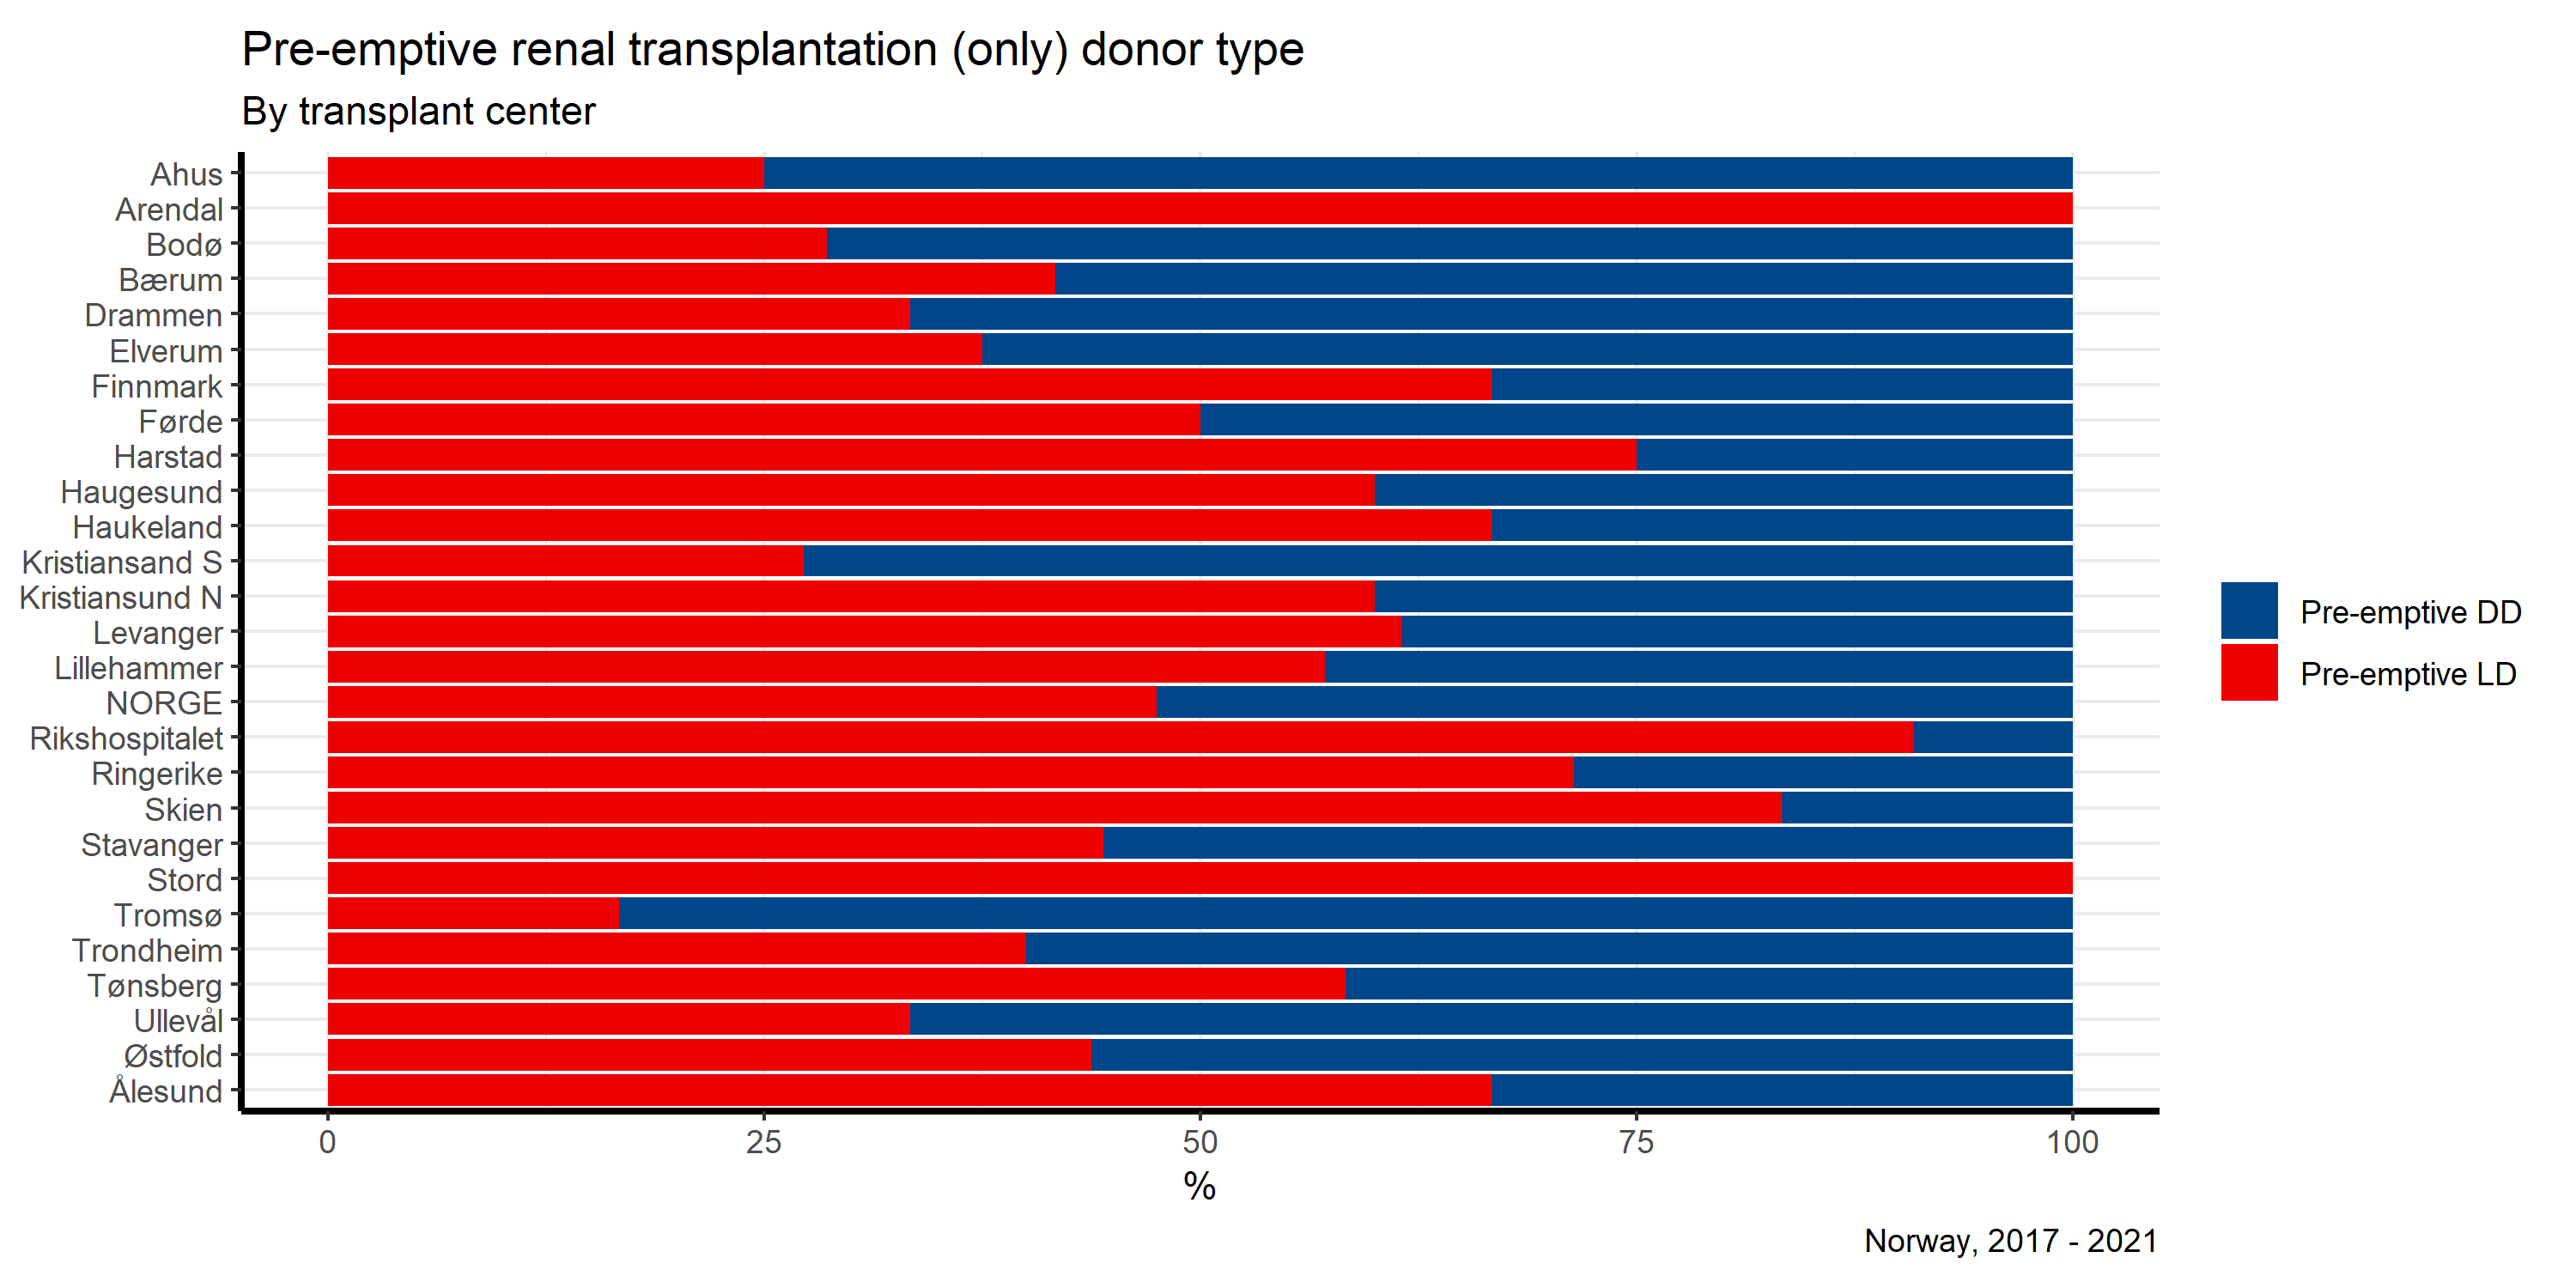 Pre-emptive renal transplantation (only) donor type
By transplant center
Ahus
Arendal
Bodø
Bærum
Drammen
Elverum
Finnmark
Førde
Harstad
Haugesund
Haukeland
Kristiansand S
Kristiansund N
Levanger
Lillehammer
NORGE
Rikshospitalet
Ringerike
Skien
Stavanger
Stord
Tromsø
Trondheim
Tønsberg
Ullevål
Østfold
Ålesund
0 25 50 75 100
%
Pre-emptive DD
Pre-emptive LD
Norway, 2017 - 2021